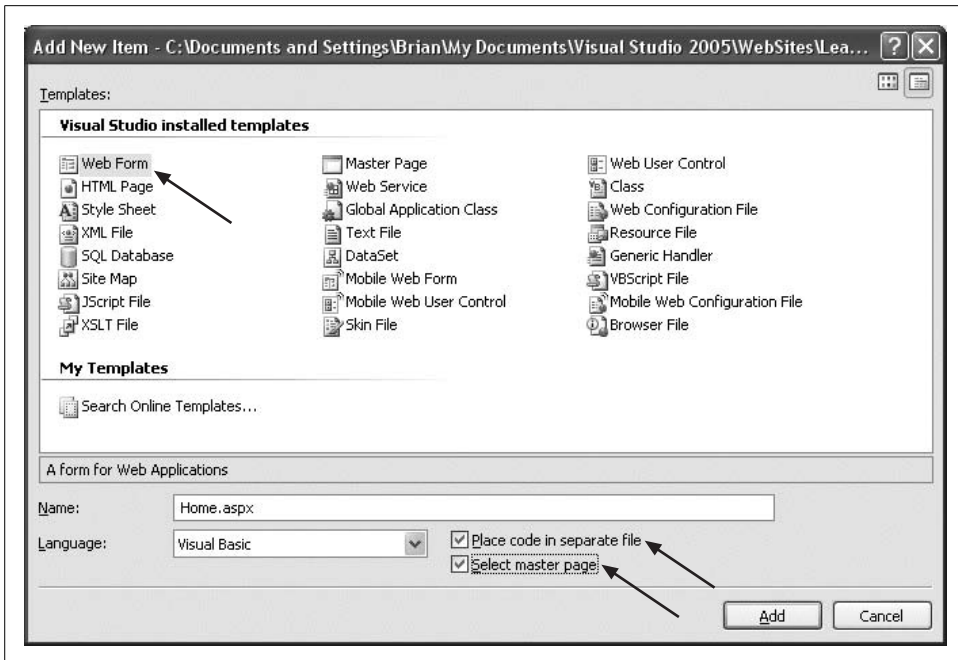 Add New Item - C:\Documents and Settings\Brian\My Documents\Visual Studio 2005\WebSites\Lea...
Templates:
Visual Studio installed templates
Web Form
Master Page
Web User Control
HTML Page
Web Service
Class
Style Sheet
Global Application Class
Web Configuration File
XML File
Text File
Resource File
SQL Database
DataSet
Generic Handler
Site Map
Mobile Web Form
VBScript File
JScript File
Mobile Web User Control
Mobile Web Configuration File
XSLT File
Skin File
Browser File
My Templates
Search Online Templates...
A form for Web Applications
Name:
Home.aspx
Language:
Visual Basic
Place code in separate file
Select master page
Add
Cancel